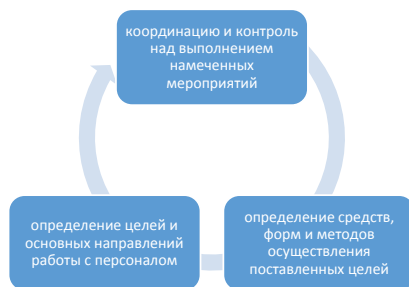 координацию и контроль
над выполнением
намеченных
мероприятий
определение целей и
основных направлений
работы с персоналом
определение средств,
форм и методов
осуществления
поставленных целей